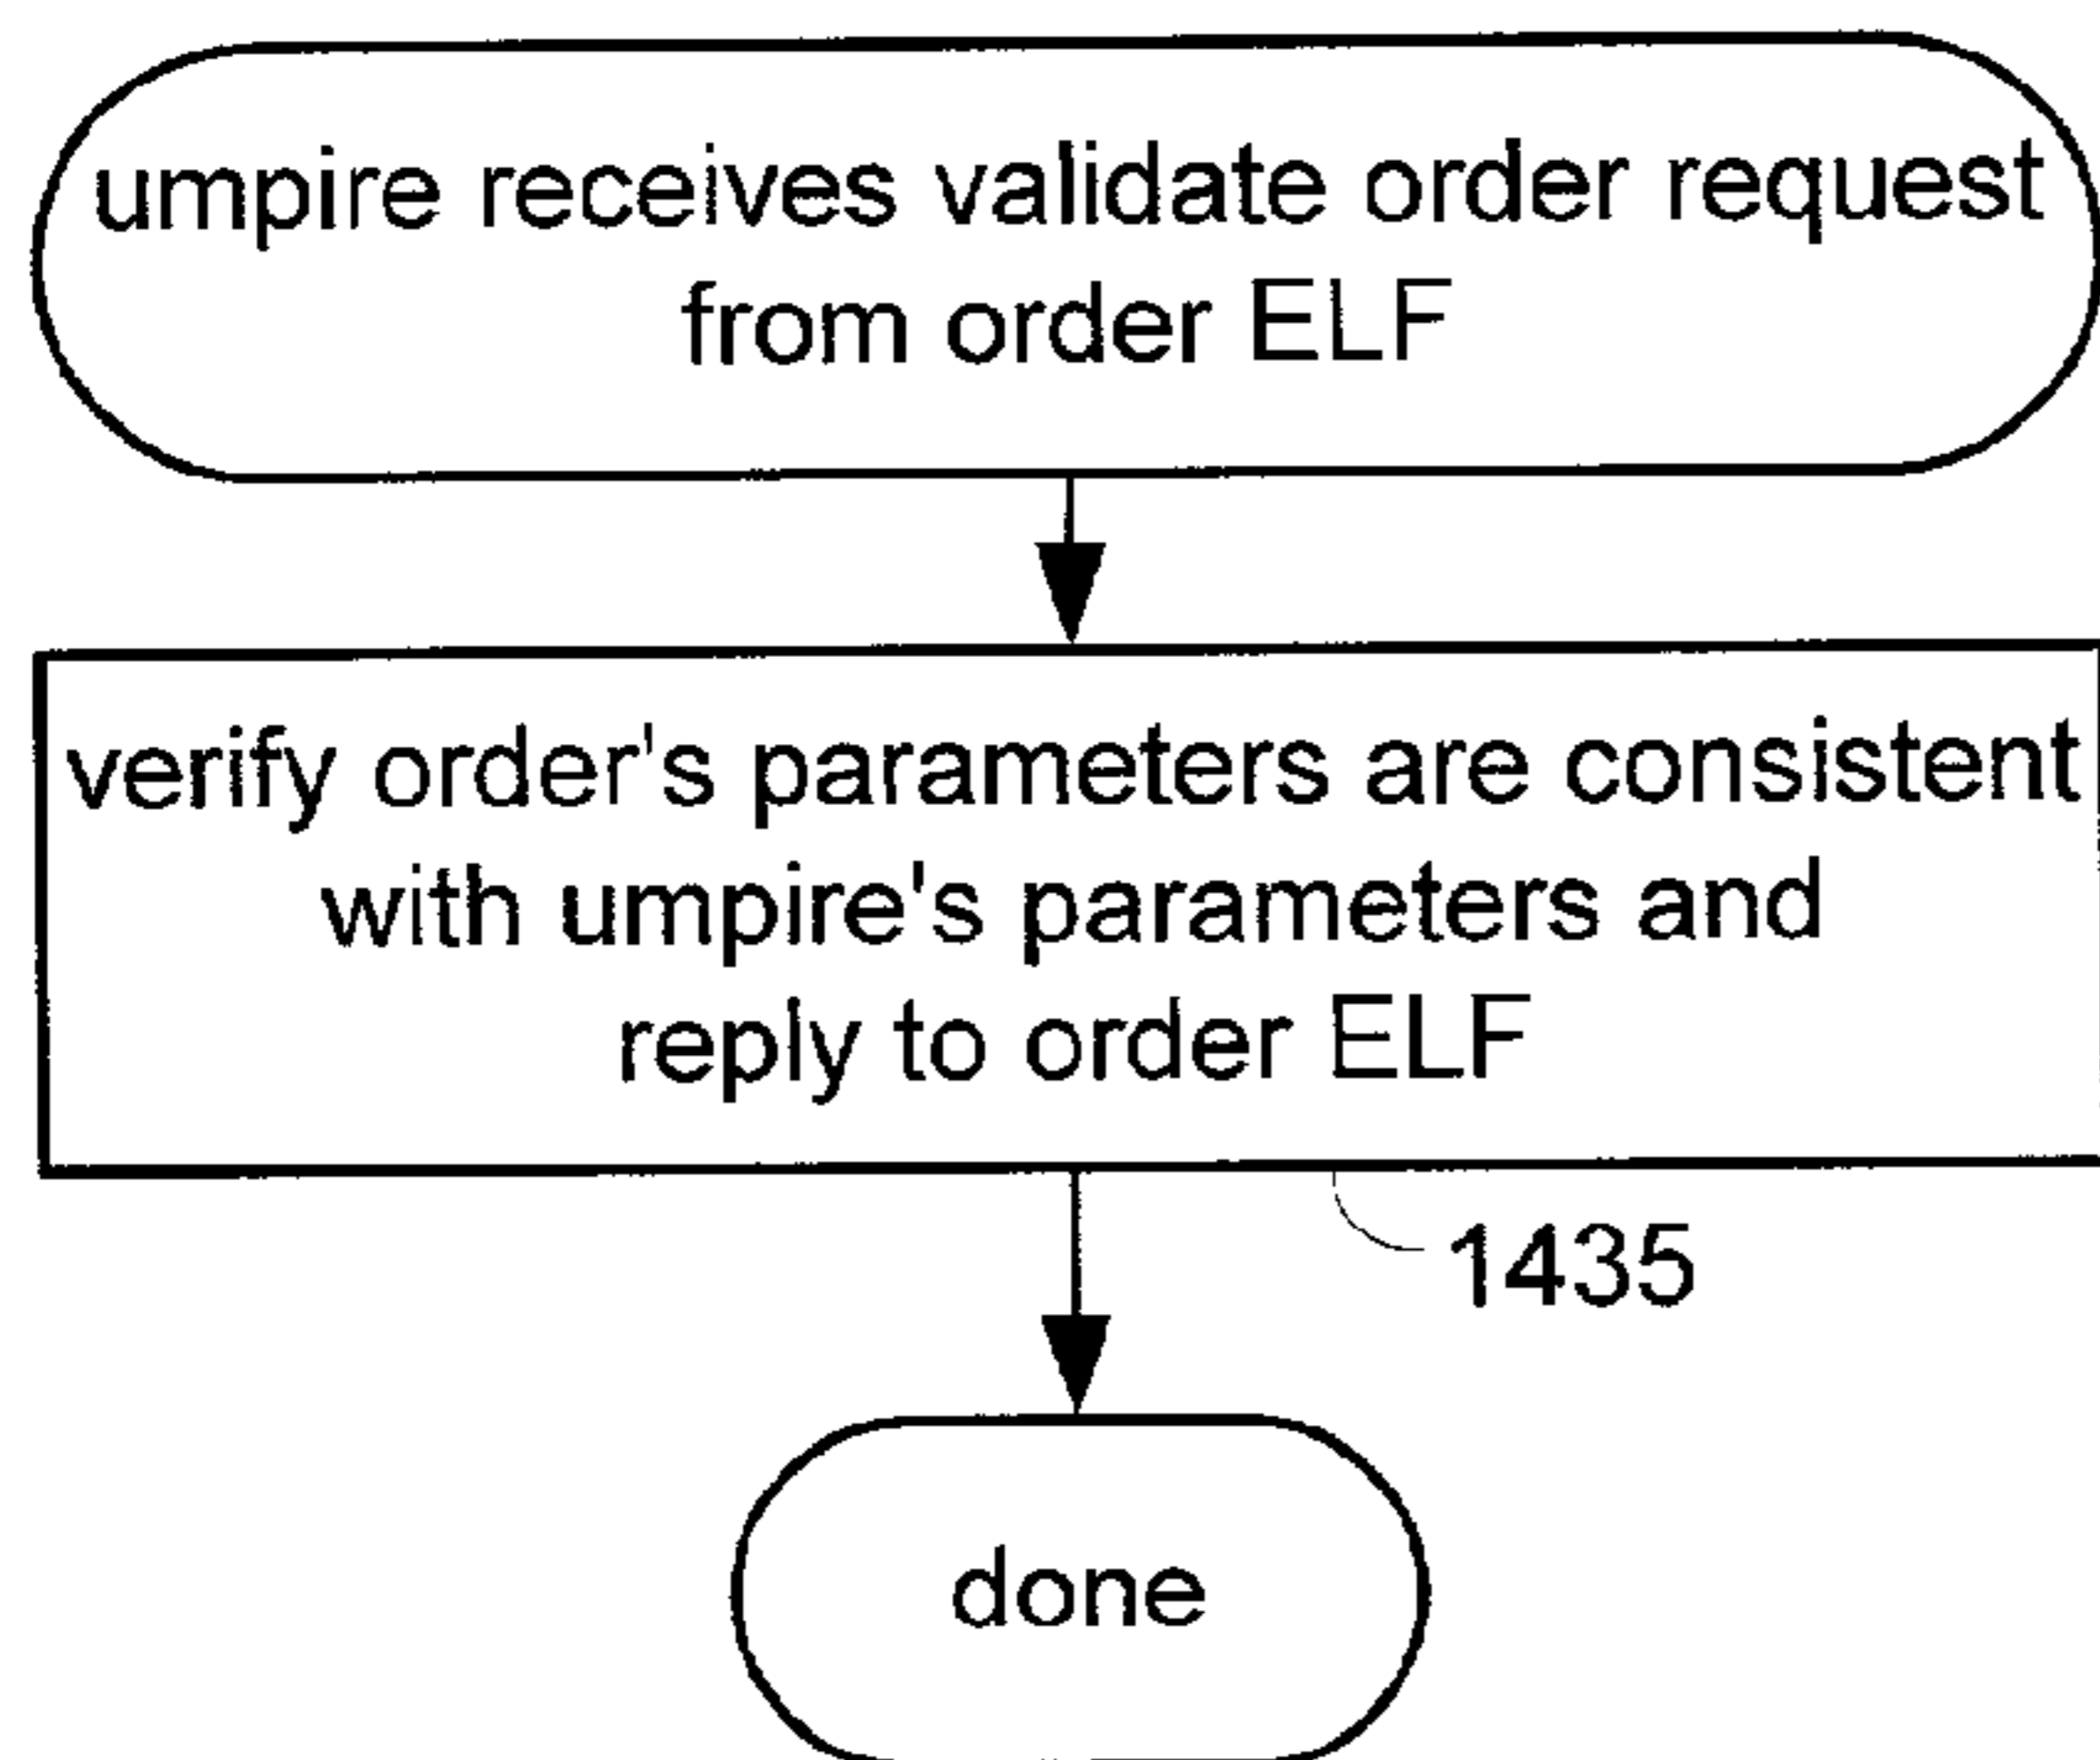 umpire receives validate order request
from order ELF
verify order's parameters are consistent
with umpire's parameters and
reply to order ELF
1435
done